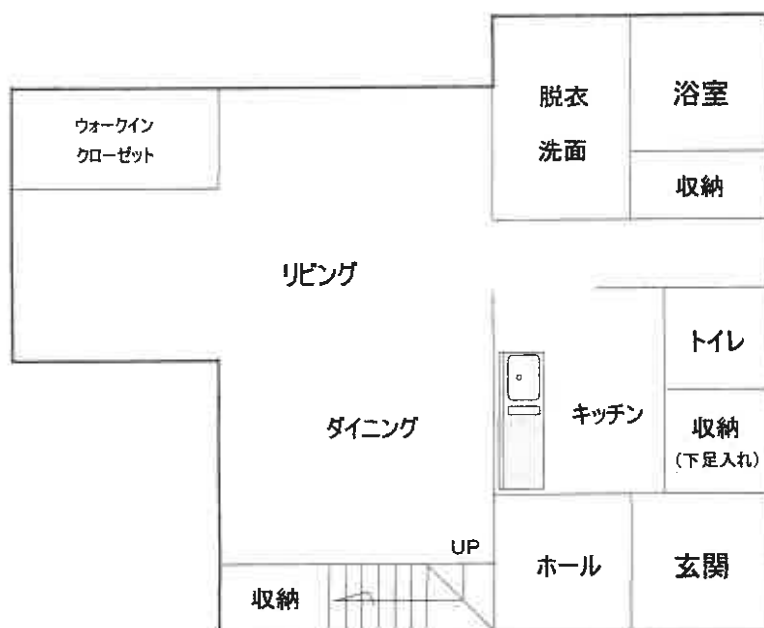 脱衣
洗面
浴室
収納
ウォークイン
クローゼット
リビング
トイレ
キッチン
収納
(下足入れ)
ダイニング
UP
ホール
玄関
収納